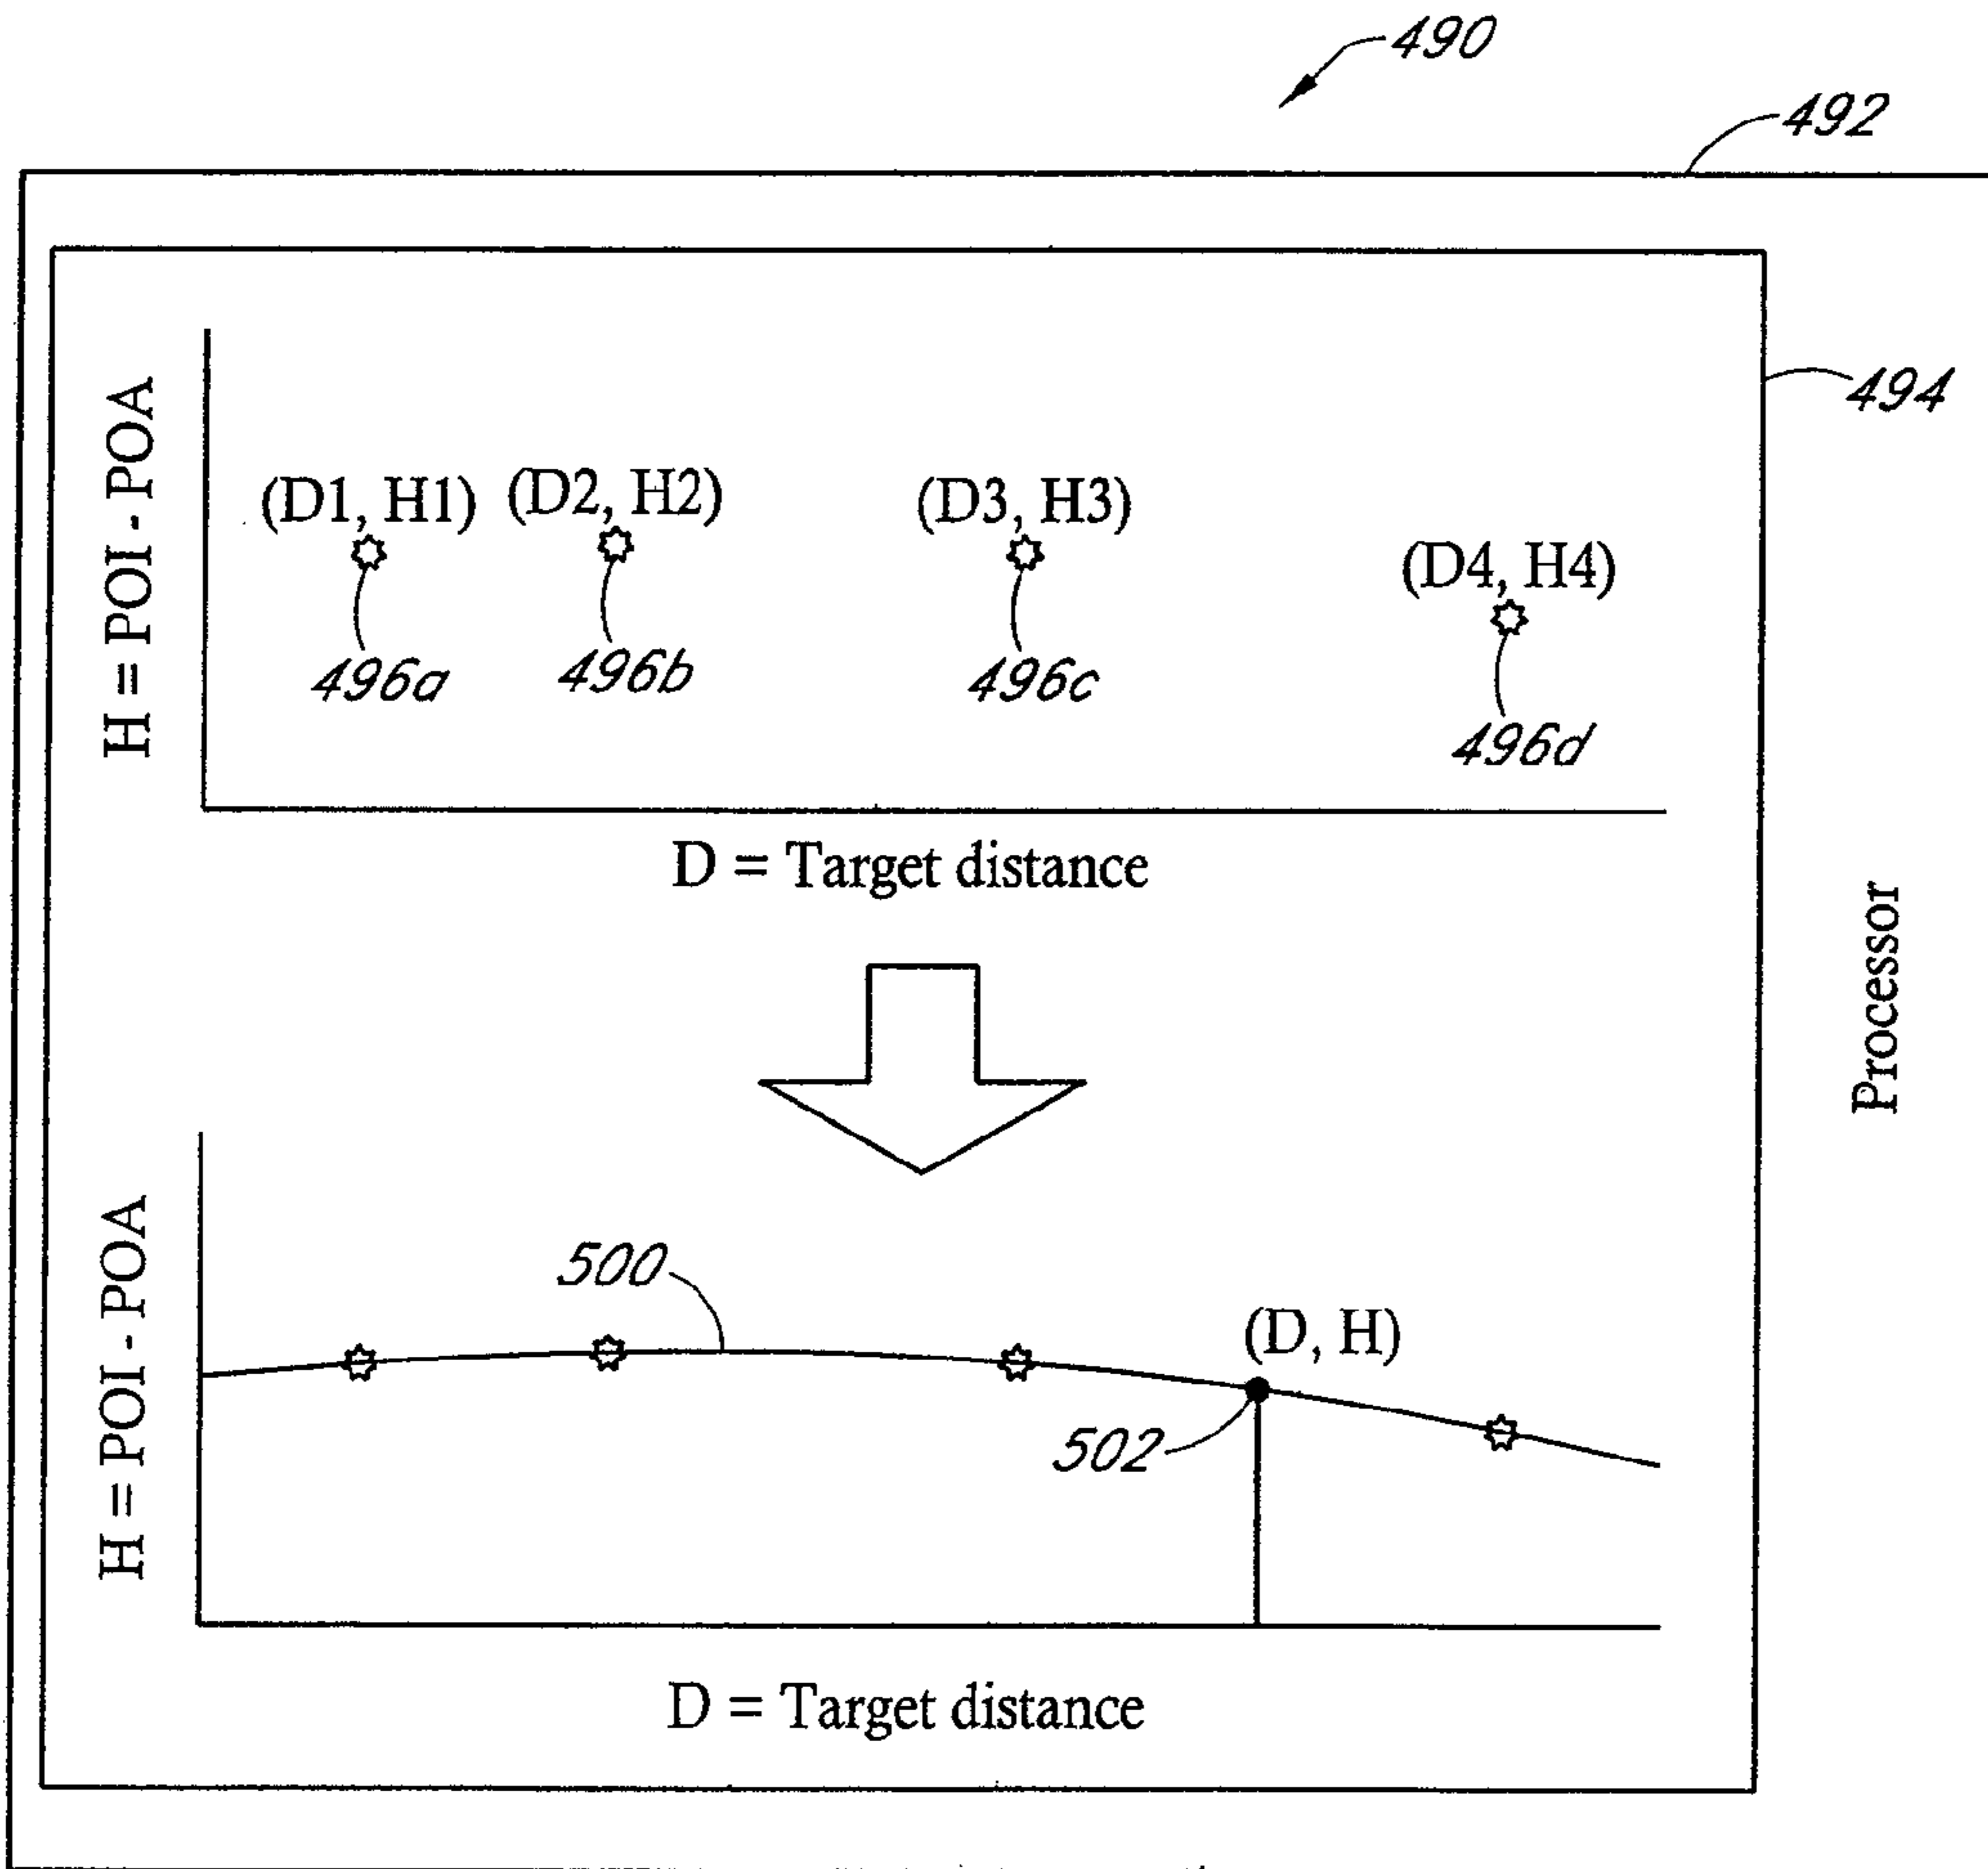 490
492
494
H = POI - POA
(D1, H1)
(D2, H2)
(D3, H3)
(D4, H4)
496a
496b
496c
496d
D = Target distance
Processor
H = POI - POA
500
(D, H)
502
D = Target distance